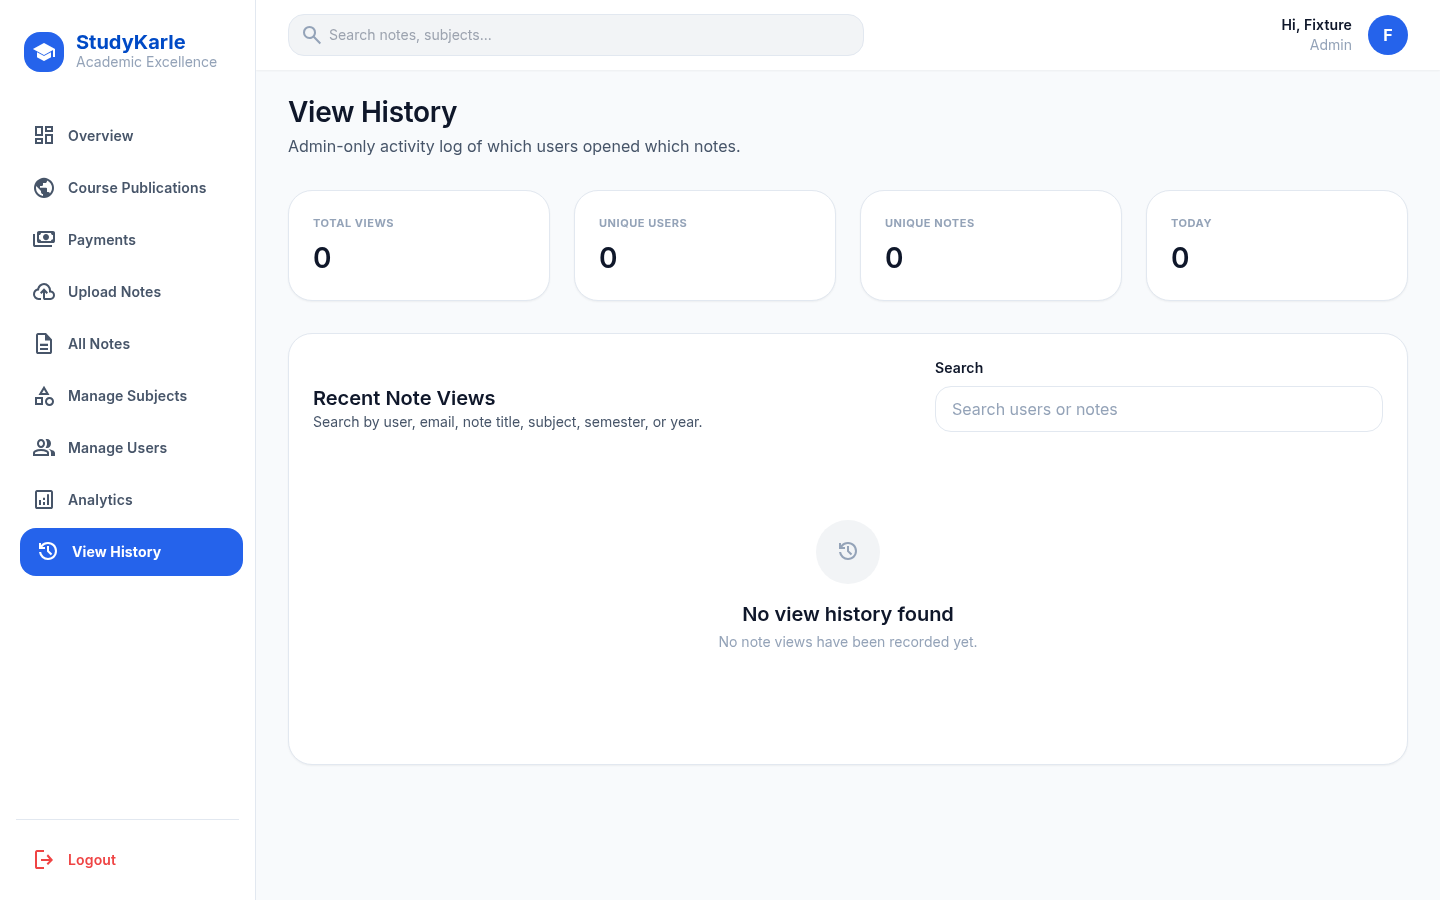 StudyKarle
Academic Excellence
Overview
Course Publications
Payments
Upload Notes
All Notes
Manage Subjects
Manage Users
Analytics
View History
Logout
Search notes, subjects...
Hi, Fixture
Admin
F
View History
Admin-only activity log of which users opened which notes.
TOTAL VIEWS
0
UNIQUE USERS
0
UNIQUE NOTES
0
TODAY
0
Recent Note Views
Search by user, email, note title, subject, semester, or year.
Search
Search users or notes
No view history found
No note views have been recorded yet.